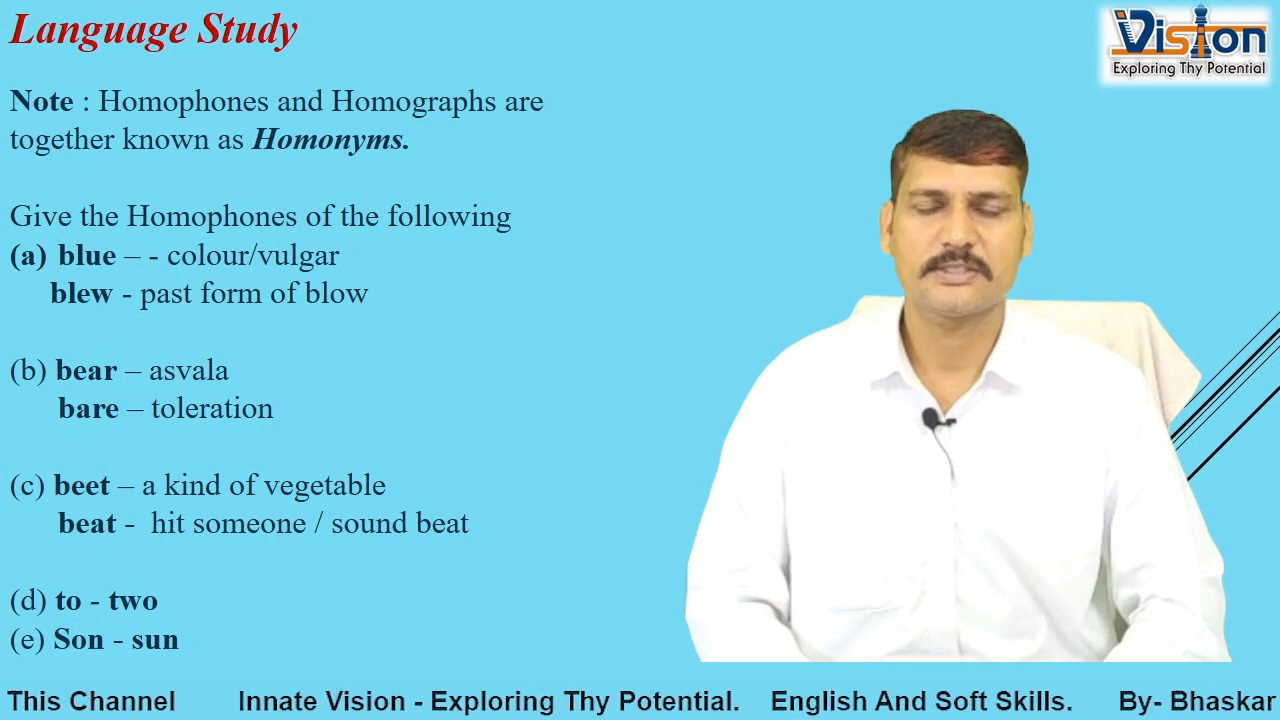 Language Study
Vision
Exploring Thy Potential
Note : Homophones and Homographs are
together known as Homonyms.
Give the Homophones of the following
(a) blue – - colour/vulgar
blew - past form of blow
(b) bear – asvala
bare – toleration
(c) beet – a kind of vegetable
beat - hit someone / sound beat
(d) to - two
(e) Son - sun
This Channel Innate Vision - Exploring Thy Potential. English And Soft Skills. By- Bhaskar